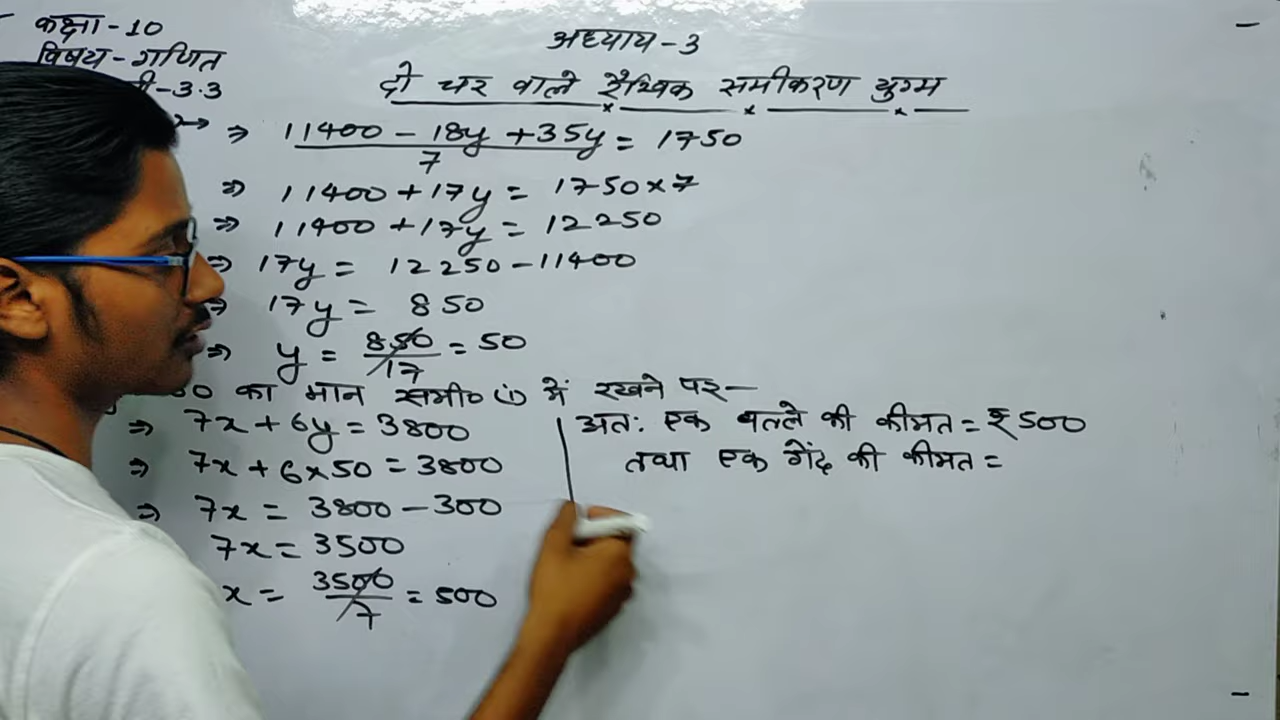 कक्षा-10
विषय-गणित
-3.3
अध्याय-3
दो चर वाले रैखिक समीकरण युग्म
⇒ 11400 - 18y + 35y / 7 = 1750
⇒ 11400 + 17y = 1750×7
⇒ 11400 + 17y = 12250
⇒ 17y = 12250 - 11400
⇒ 17y = 850
⇒ y = 850/17 = 50
का मान समी० (i) में रखने पर—
⇒ 7x + 6y = 3800
⇒ 7x + 6×50 = 3800
⇒ 7x = 3800 - 300
7x = 3500
x = 3500/7 = 500
अतः एक बल्ले की कीमत = ₹500
तथा एक गेंद की कीमत =